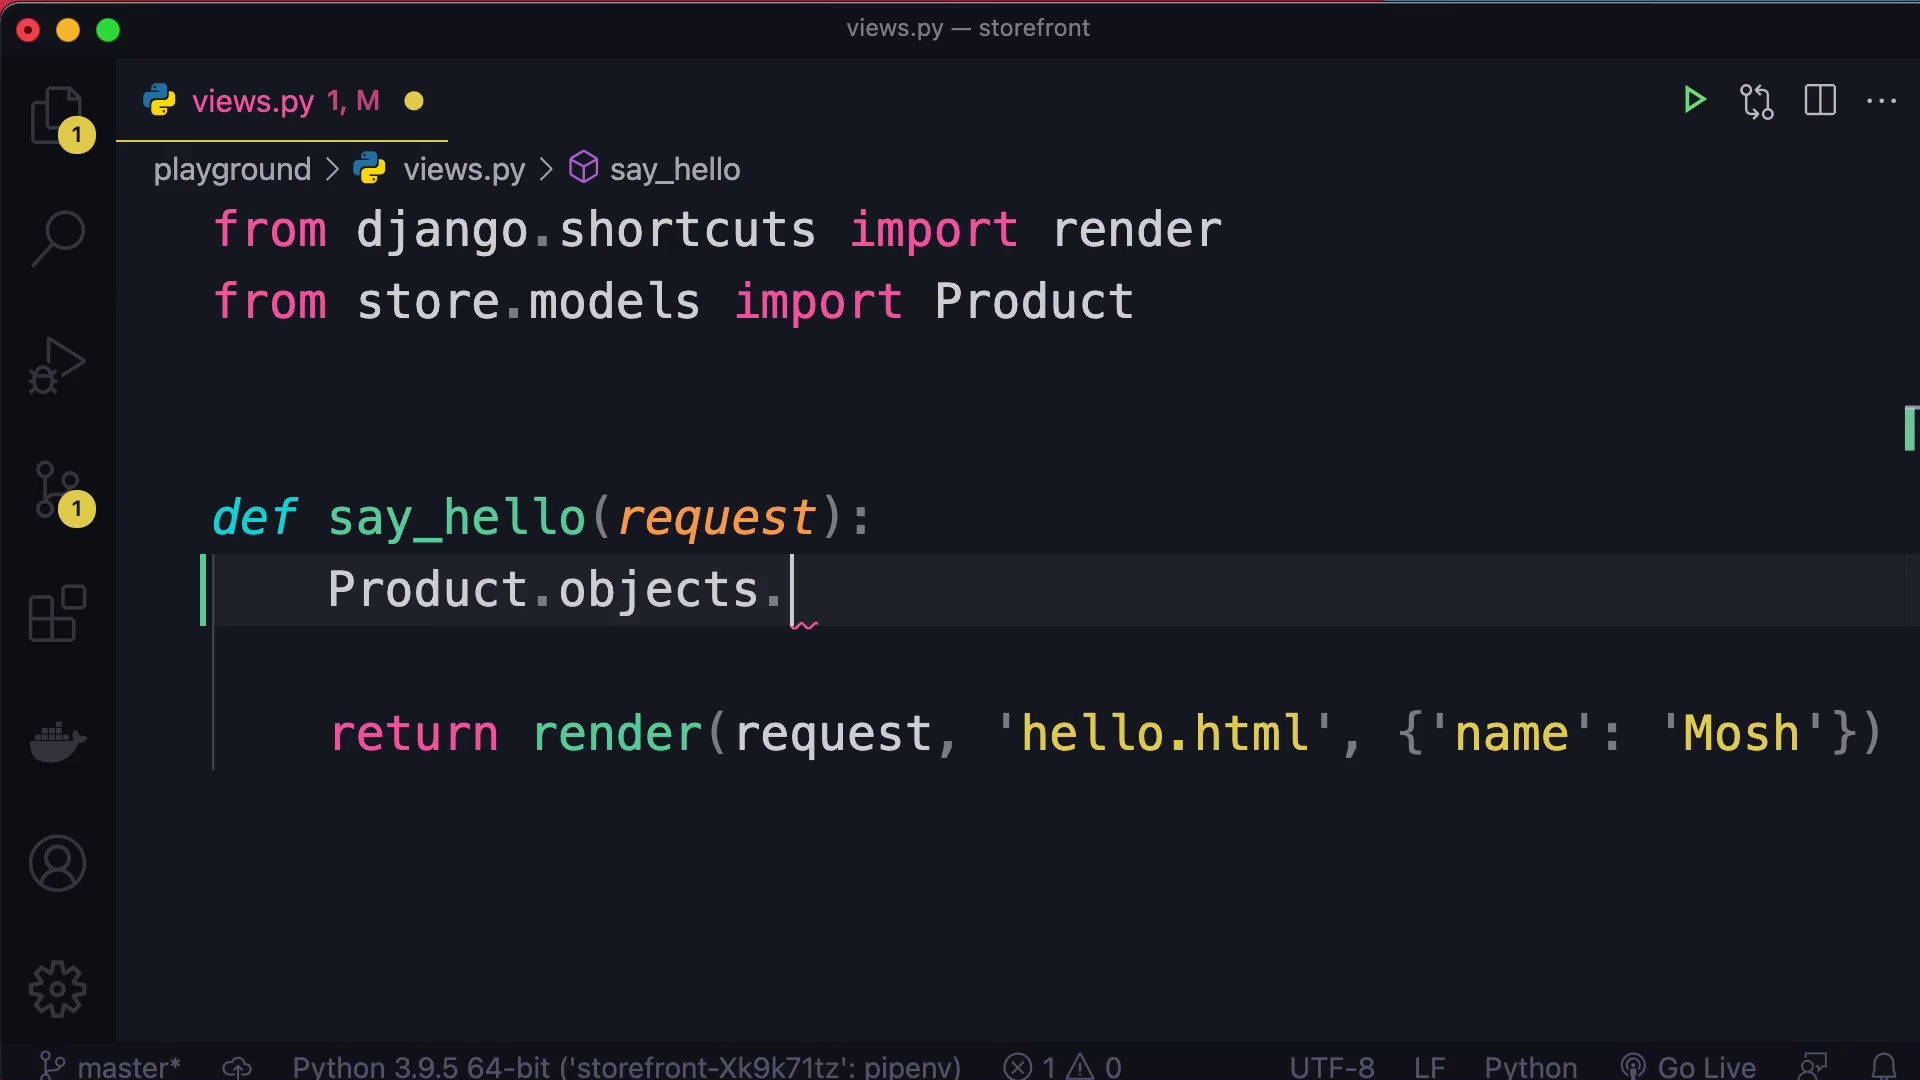 views.py — storefront
views.py 1, M
1
playground > views.py > say_hello
from django.shortcuts import render
from store.models import Product
1
def say_hello(request):
Product.objects.
return render(request, 'hello.html', {'name': 'Mosh'})
master* Python 3.9.5 64-bit ('storefront-Xk9k71tz': pipenv) 1 0 UTF-8 LF Python Go Live